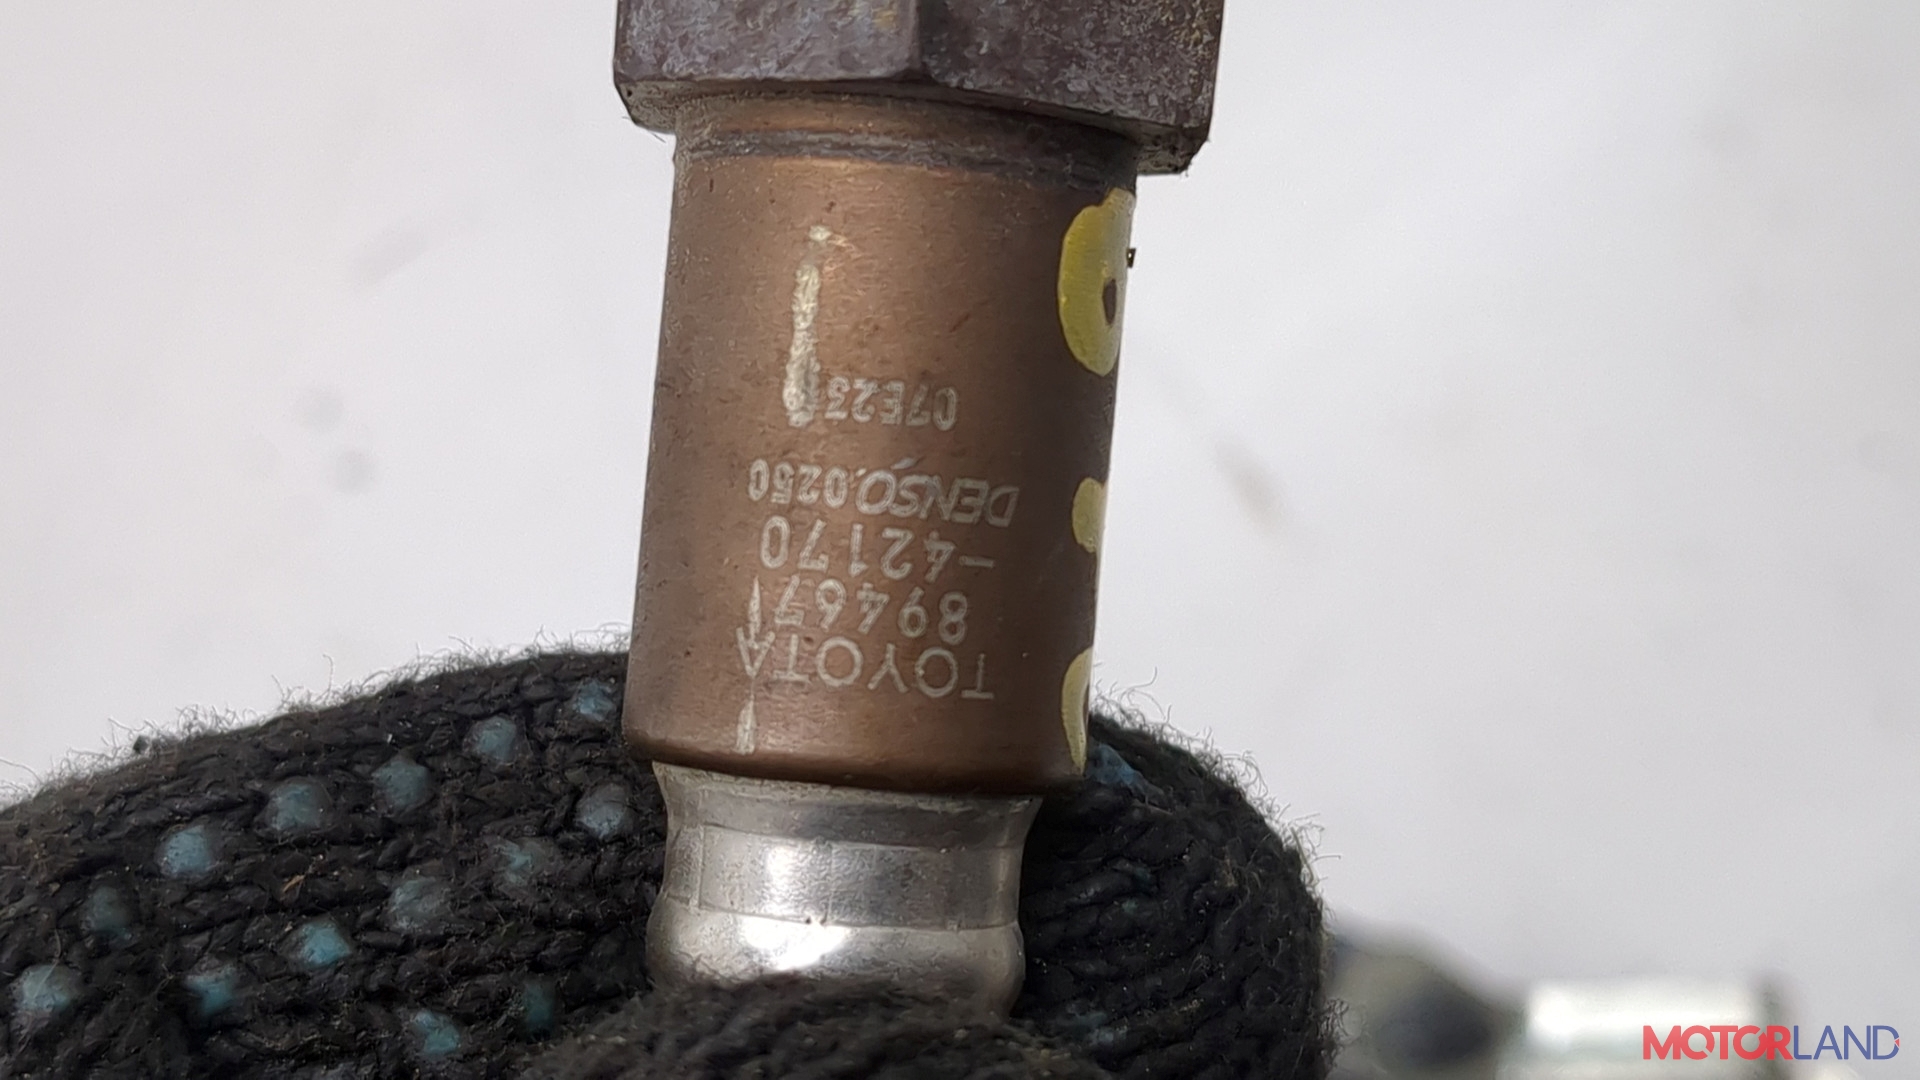 TOYOTA
89467
-42170
DENSO.0250
07E23
MOTORLAND